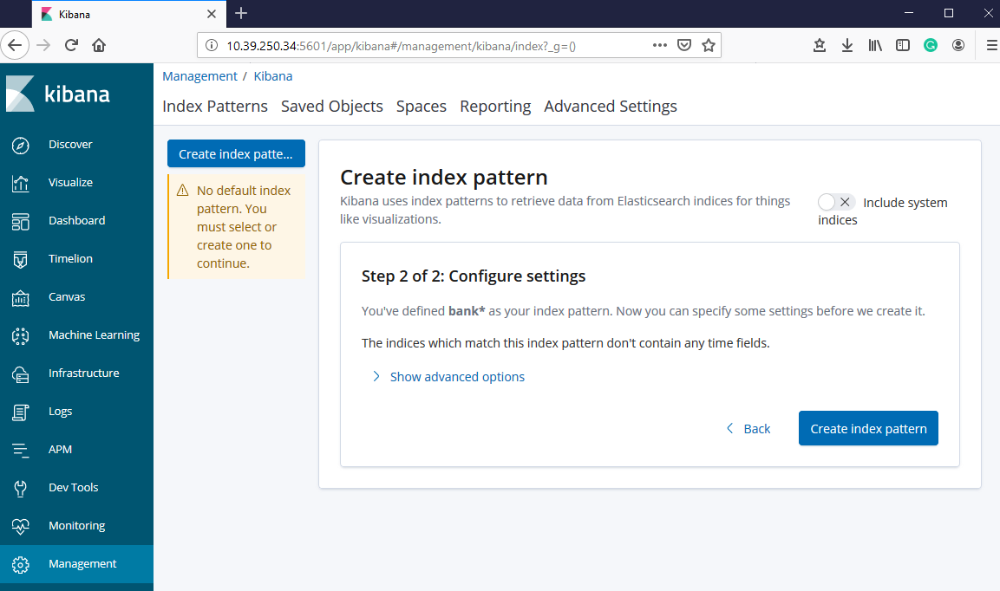 Kibana
10.39.250.34:5601/app/kibana#/management/kibana/index?_g=()
kibana
Discover
Visualize
Dashboard
Timelion
Canvas
Machine Learning
Infrastructure
Logs
APM
Dev Tools
Monitoring
Management
Management / Kibana
Index Patterns Saved Objects Spaces Reporting Advanced Settings
Create index patte...
No default index
pattern. You
must select or
create one to
continue.
Create index pattern
Kibana uses index patterns to retrieve data from Elasticsearch indices for things
like visualizations.
Include system
indices
Step 2 of 2: Configure settings
You've defined bank* as your index pattern. Now you can specify some settings before we create it.
The indices which match this index pattern don't contain any time fields.
Show advanced options
Back
Create index pattern